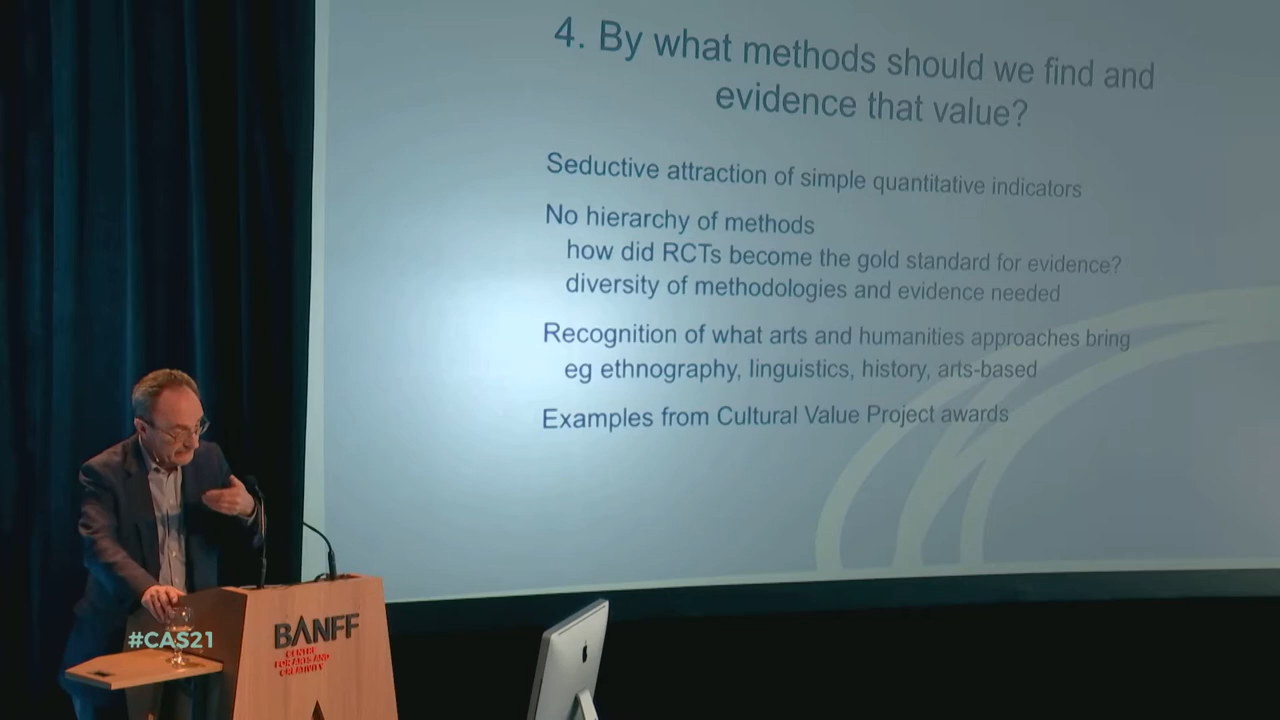 4. By what methods should we find and
evidence that value?
Seductive attraction of simple quantitative indicators
No hierarchy of methods
how did RCTs become the gold standard for evidence?
diversity of methodologies and evidence needed
Recognition of what arts and humanities approaches bring
eg ethnography, linguistics, history, arts-based
Examples from Cultural Value Project awards
#CAS21
BANFF
CENTRE
FOR ARTS AND
CREATIVITY